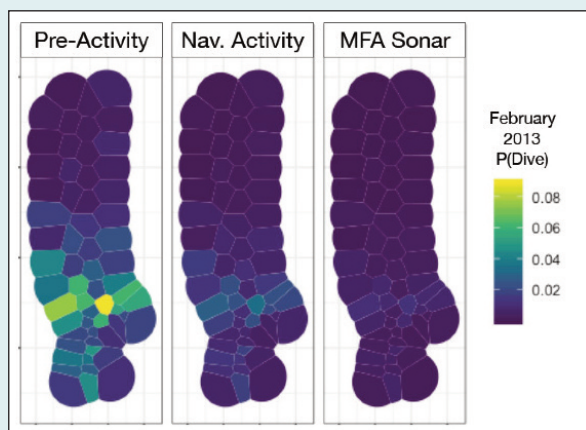 Pre-Activity
Nav. Activity
MFA Sonar
February
2013
P(Dive)
0.08
0.06
0.04
0.02